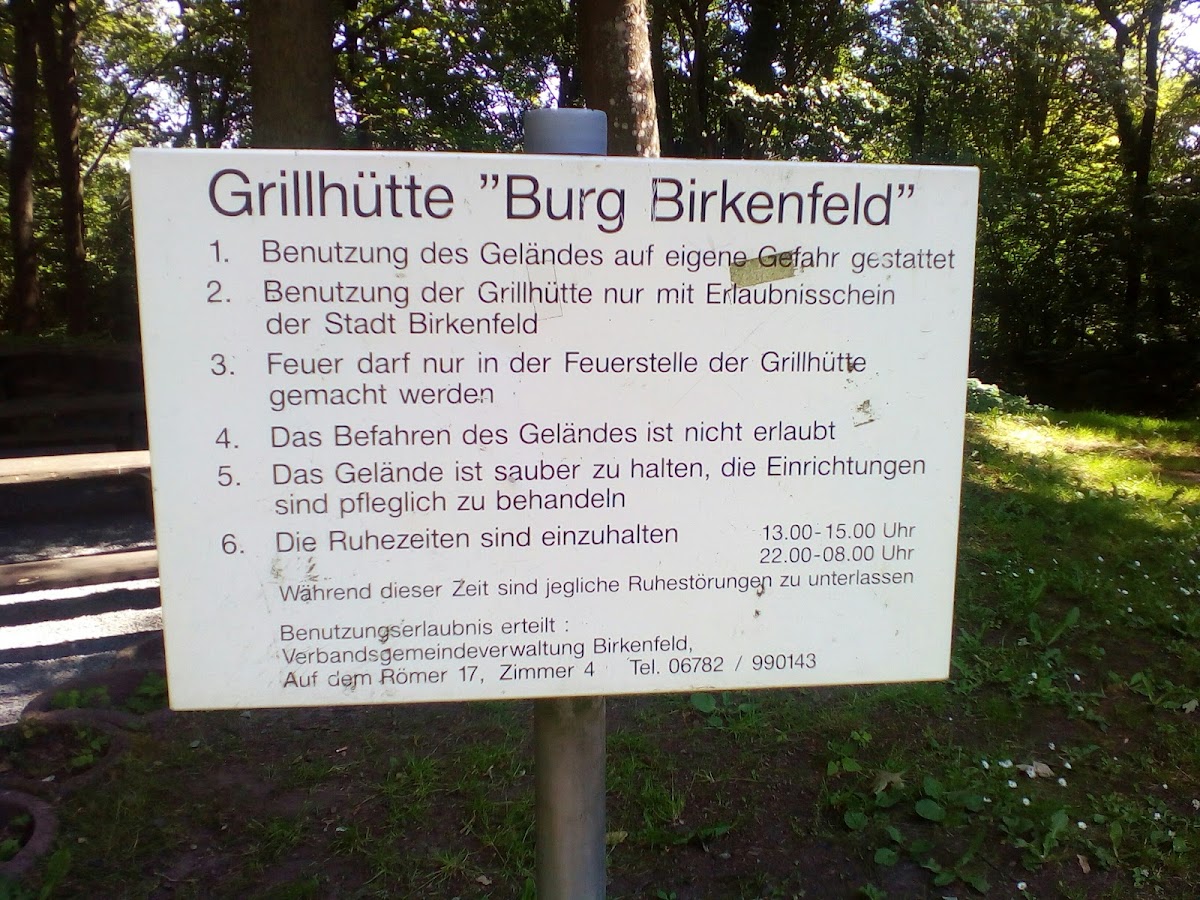 Grillhütte "Burg Birkenfeld"
1. Benutzung des Geländes auf eigene Gefahr gestattet
2. Benutzung der Grillhütte nur mit Erlaubnisschein
der Stadt Birkenfeld
3. Feuer darf nur in der Feuerstelle der Grillhütte
gemacht werden
4. Das Befahren des Geländes ist nicht erlaubt
5. Das Gelände ist sauber zu halten, die Einrichtungen
sind pfleglich zu behandeln
6. Die Ruhezeiten sind einzuhalten 13.00-15.00 Uhr
22.00-08.00 Uhr
Während dieser Zeit sind jegliche Ruhestörungen zu unterlassen
Benutzungserlaubnis erteilt :
Verbandsgemeindeverwaltung Birkenfeld,
Auf dem Römer 17, Zimmer 4 Tel. 06782 / 990143